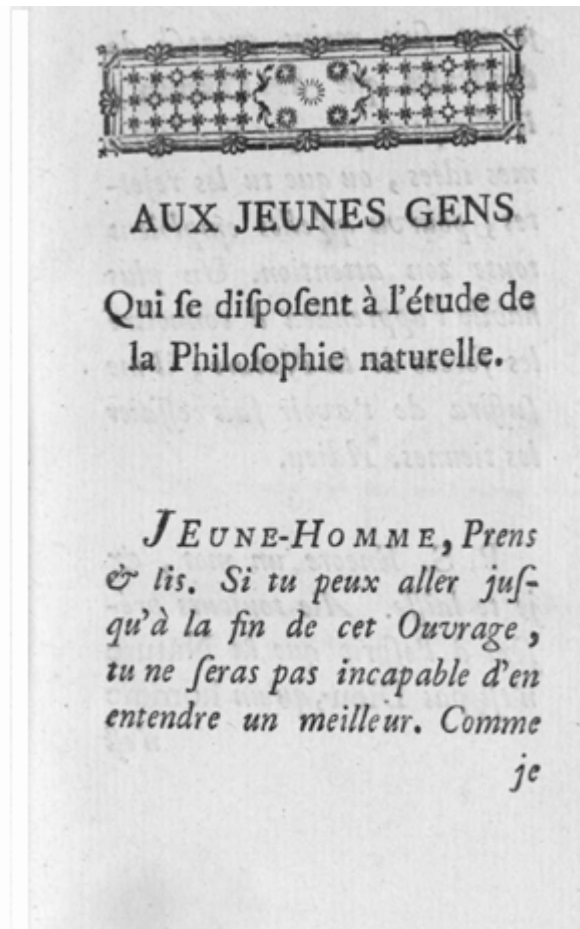 AUX JEUNES GENS
Qui ſe diſpoſent à l'étude de
la Philoſophie naturelle.
JEUNE-HOMME, Prens
& lis. Si tu peux aller juſ-
qu'à la fin de cet Ouvrage,
tu ne ſeras pas incapable d'en
entendre un meilleur. Comme
je